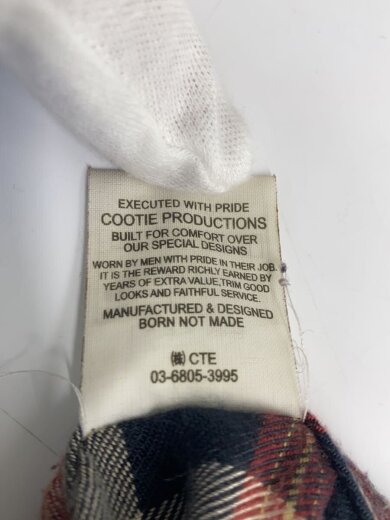 EXECUTED WITH PRIDE
COOTIE PRODUCTIONS
BUILT FOR COMFORT OVER
OUR SPECIAL DESIGNS
WORN BY MEN WITH PRIDE IN THEIR JOB.
IT IS THE REWARD RICHLY EARNED BY
YEARS OF EXTRA VALUE,TRIM GOOD
LOOKS AND FAITHFUL SERVICE.
MANUFACTURED & DESIGNED
BORN NOT MADE
㈱ CTE
03-6805-3995